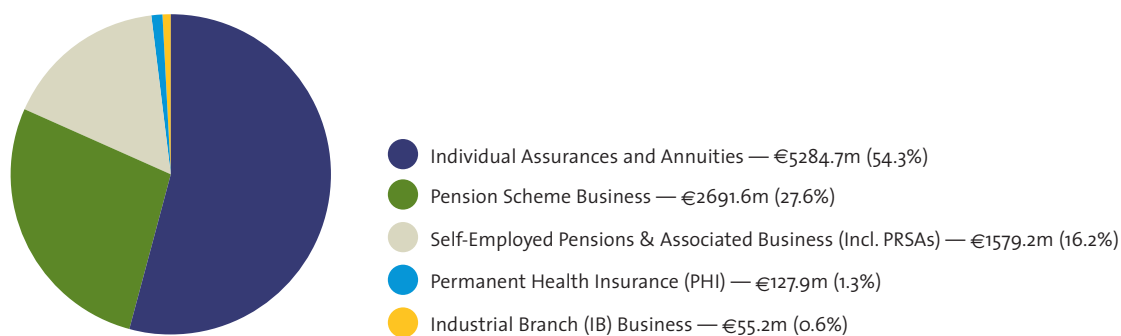 Individual Assurances and Annuities — €5284.7m (54.3%)
Pension Scheme Business — €2691.6m (27.6%)
Self-Employed Pensions & Associated Business (Incl. PRSAs) — €1579.2m (16.2%)
Permanent Health Insurance (PHI) — €127.9m (1.3%)
Industrial Branch (IB) Business — €55.2m (0.6%)